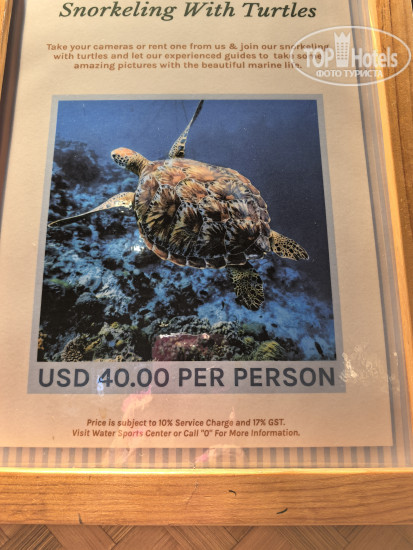 Snorkeling With Turtles
Take your cameras or rent one from us & join our snorkeling
with turtles and let our experienced guides to take some
amazing pictures with the beautiful marine life.
TopHotels
ФОТО ТУРИСТА
USD 40.00 PER PERSON
Price is subject to 10% Service Charge and 17% GST.
Visit Water Sports Center or Call "0" For More Information.